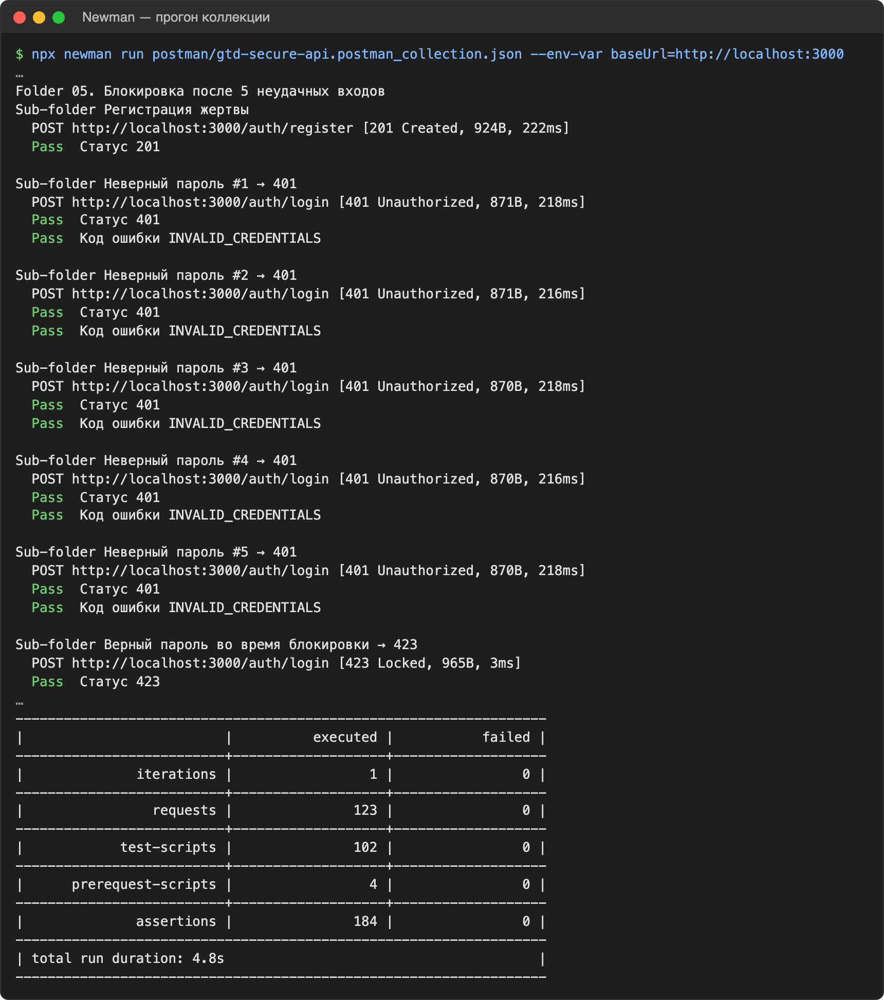 Newman — прогон коллекции
$ npx newman run postman/gtd-secure-api.postman_collection.json --env-var baseUrl=http://localhost:3000
…
Folder 05. Блокировка после 5 неудачных входов
Sub-folder Регистрация жертвы
  POST http://localhost:3000/auth/register [201 Created, 924B, 222ms]
  Pass  Статус 201

Sub-folder Неверный пароль #1 → 401
  POST http://localhost:3000/auth/login [401 Unauthorized, 871B, 218ms]
  Pass  Статус 401
  Pass  Код ошибки INVALID_CREDENTIALS

Sub-folder Неверный пароль #2 → 401
  POST http://localhost:3000/auth/login [401 Unauthorized, 871B, 216ms]
  Pass  Статус 401
  Pass  Код ошибки INVALID_CREDENTIALS

Sub-folder Неверный пароль #3 → 401
  POST http://localhost:3000/auth/login [401 Unauthorized, 870B, 218ms]
  Pass  Статус 401
  Pass  Код ошибки INVALID_CREDENTIALS

Sub-folder Неверный пароль #4 → 401
  POST http://localhost:3000/auth/login [401 Unauthorized, 870B, 216ms]
  Pass  Статус 401
  Pass  Код ошибки INVALID_CREDENTIALS

Sub-folder Неверный пароль #5 → 401
  POST http://localhost:3000/auth/login [401 Unauthorized, 870B, 218ms]
  Pass  Статус 401
  Pass  Код ошибки INVALID_CREDENTIALS

Sub-folder Верный пароль во время блокировки → 423
  POST http://localhost:3000/auth/login [423 Locked, 965B, 3ms]
  Pass  Статус 423
…
------------------------------------------------------------------
|                          |          executed |           failed |
--------------------------+-------------------+-------------------
|               iterations |                 1 |                0 |
--------------------------+-------------------+-------------------
|                 requests |               123 |                0 |
--------------------------+-------------------+-------------------
|             test-scripts |               102 |                0 |
--------------------------+-------------------+-------------------
|       prerequest-scripts |                 4 |                0 |
--------------------------+-------------------+-------------------
|               assertions |               184 |                0 |
------------------------------------------------------------------
| total run duration: 4.8s                                        |
------------------------------------------------------------------